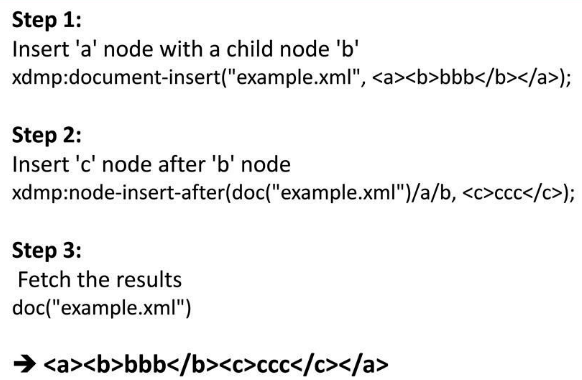 Step 1:
Insert 'a' node with a child node 'b'
xdmp:document-insert("example.xml", <a><b>bbb</b></a>);
Step 2:
Insert 'c' node after 'b' node
xdmp:node-insert-after(doc("example.xml")/a/b, <c>ccc</c>);
Step 3:
Fetch the results
doc("example.xml")
➔ <a><b>bbb</b><c>ccc</c></a>